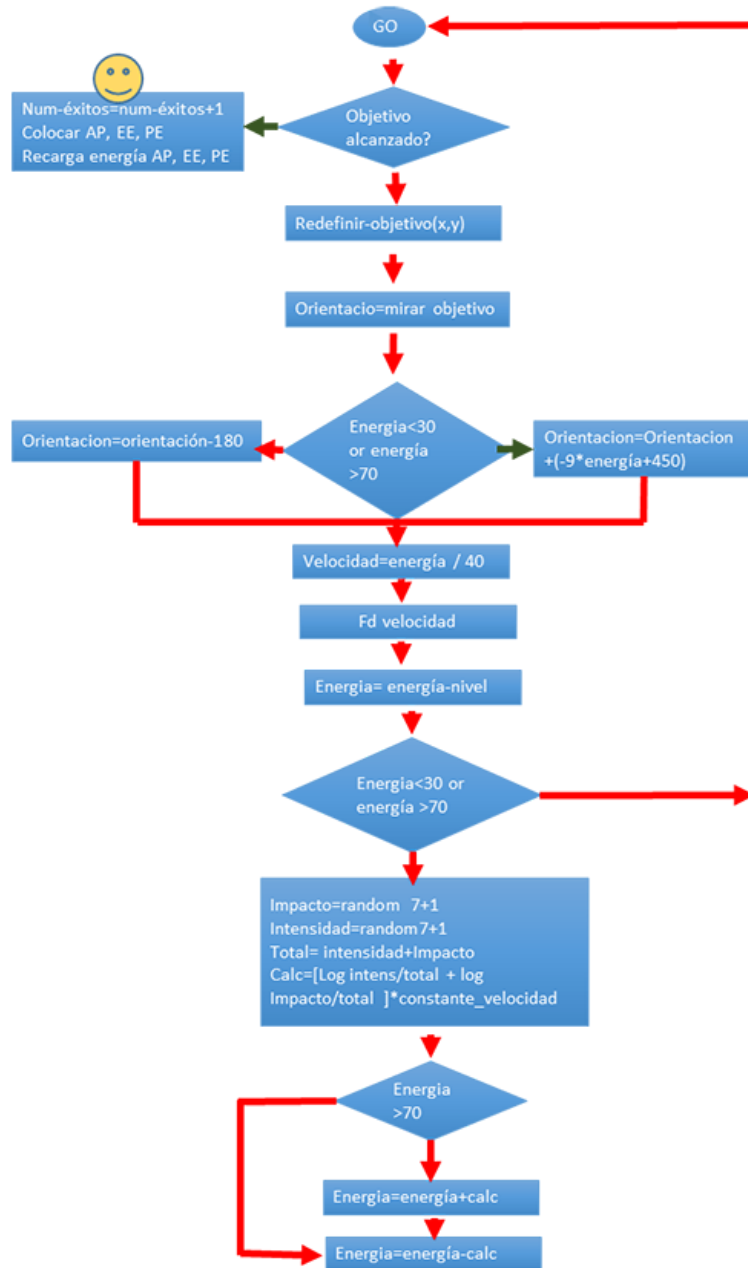 GO
Objetivo
alcanzado?
Num-éxitos=num-éxitos+1
Colocar AP, EE, PE
Recarga energía AP, EE, PE
Redefinir-objetivo(x,y)
Orientacio=mirar objetivo
Energia<30
or energía
>70
Orientacion=orientación-180
Orientacion=Orientacion
+(-9*energía+450)
Velocidad=energía / 40
Fd velocidad
Energia= energía-nivel
Energia<30 or
energía >70
Impacto=random 7+1
Intensidad=random7+1
Total= intensidad+Impacto
Calc=[Log intens/total + log
Impacto/total ]*constante_velocidad
Energia
>70
Energia=energía+calc
Energia=energía-calc